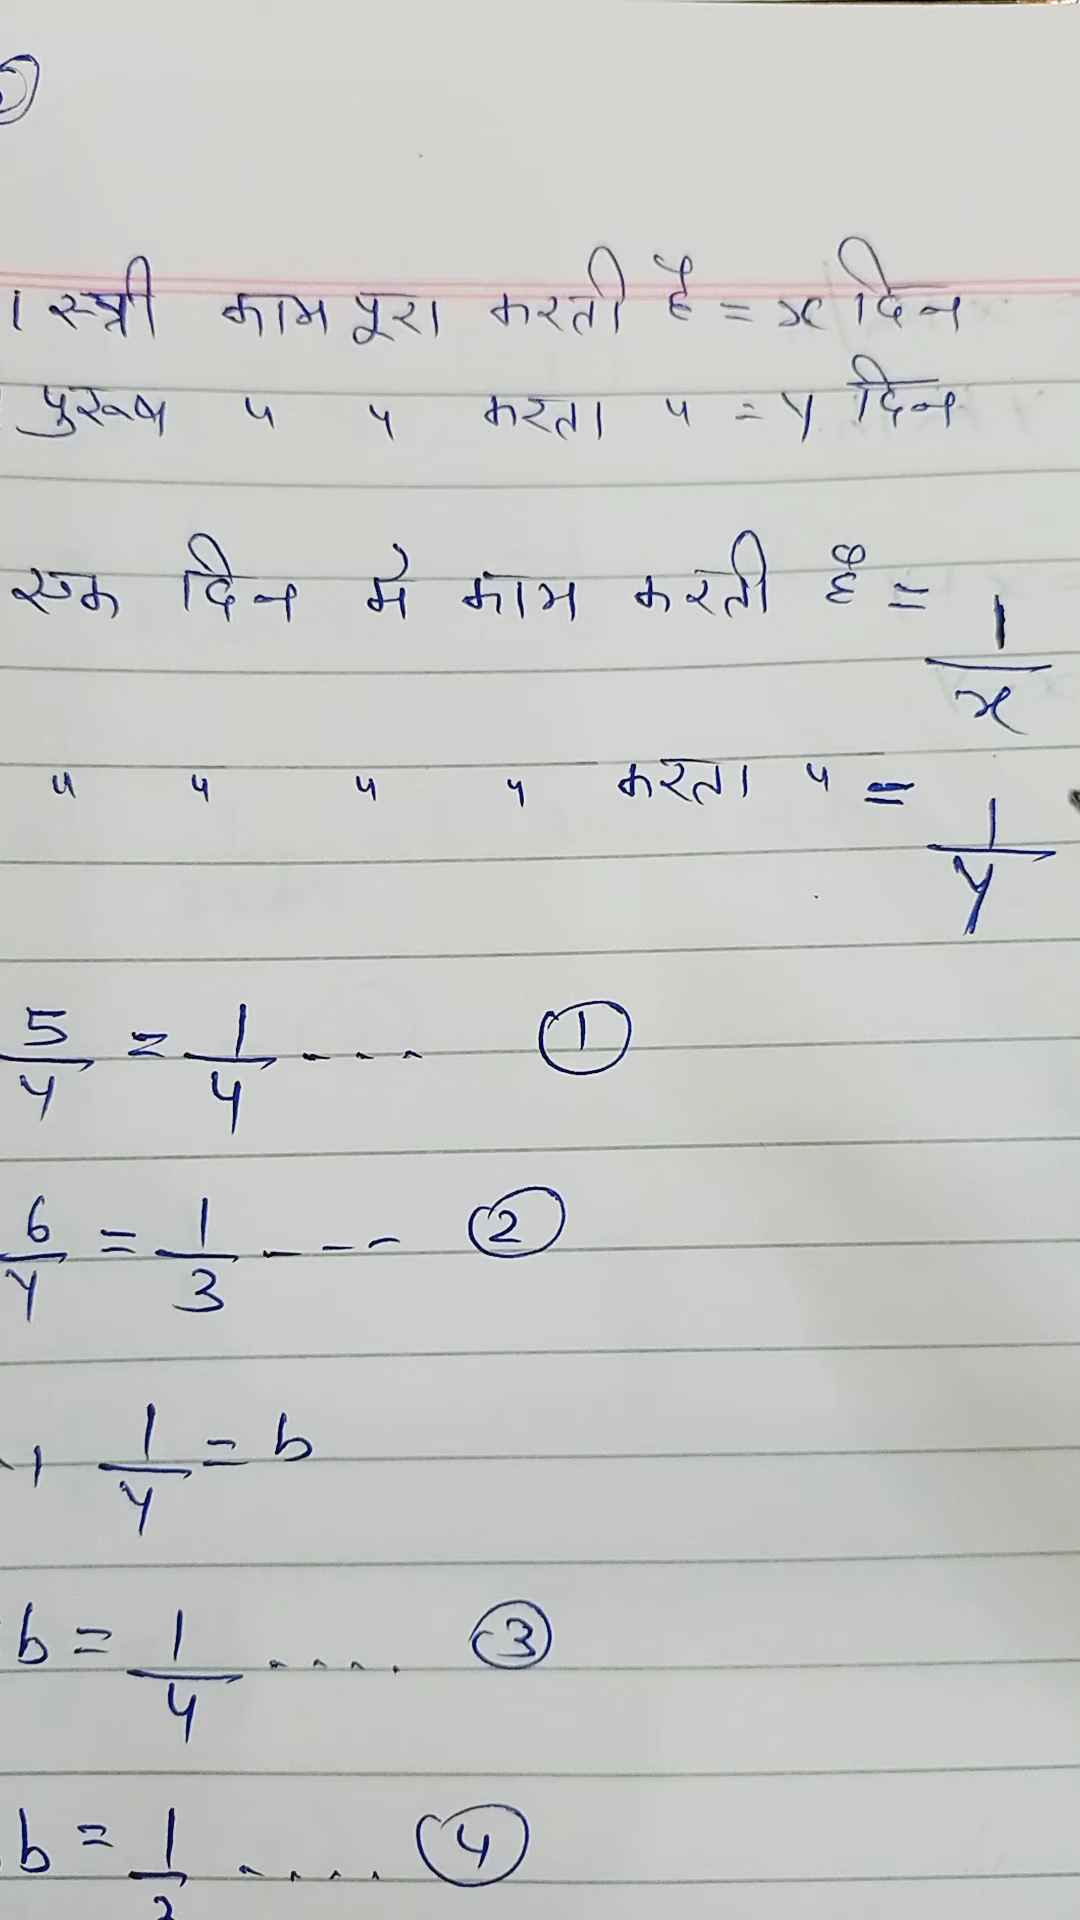 1 स्त्री काम पूरा करती है = x दिन
पुरुष " " करता " = y दिन
एक दिन मे काम करती है = 1/x
" " " " करता " = 1/y
5/y = 1/4 .... ①
6/y = 1/3 ---- ②
, 1/y = b
b = 1/4 ..... ③
b = 1/3 ..... ④